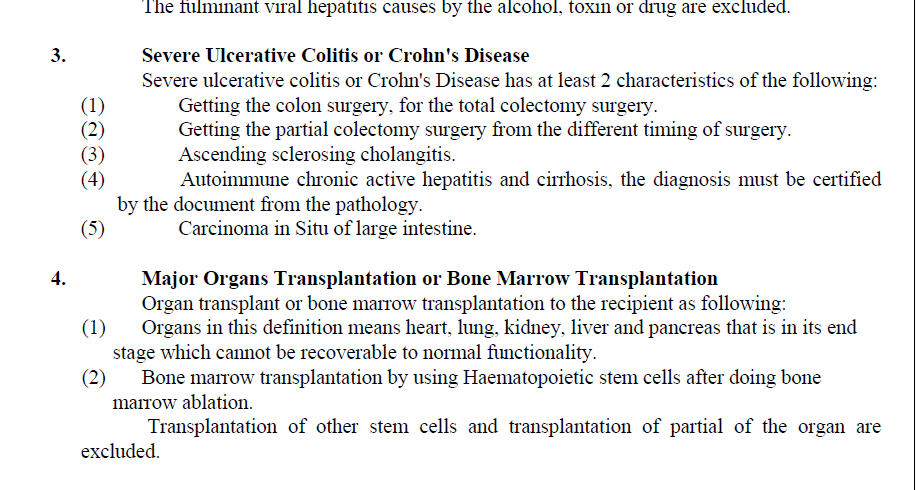 The fulminant viral hepatitis causes by the alcohol, toxin or drug are excluded.
3. Severe Ulcerative Colitis or Crohn's Disease
Severe ulcerative colitis or Crohn's Disease has at least 2 characteristics of the following:
(1) Getting the colon surgery, for the total colectomy surgery.
(2) Getting the partial colectomy surgery from the different timing of surgery.
(3) Ascending sclerosing cholangitis.
(4) Autoimmune chronic active hepatitis and cirrhosis, the diagnosis must be certified
by the document from the pathology.
(5) Carcinoma in Situ of large intestine.
4. Major Organs Transplantation or Bone Marrow Transplantation
Organ transplant or bone marrow transplantation to the recipient as following:
(1) Organs in this definition means heart, lung, kidney, liver and pancreas that is in its end
stage which cannot be recoverable to normal functionality.
(2) Bone marrow transplantation by using Haematopoietic stem cells after doing bone
marrow ablation.
Transplantation of other stem cells and transplantation of partial of the organ are
excluded.